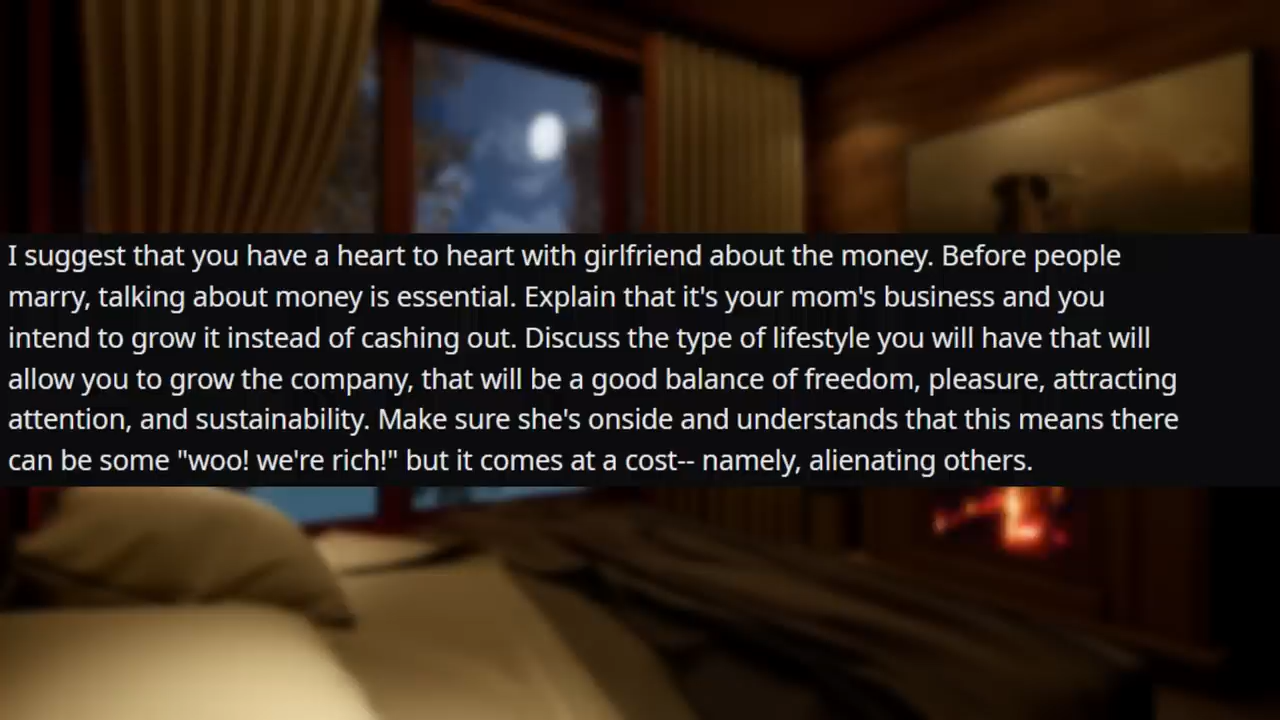 I suggest that you have a heart to heart with girlfriend about the money. Before people
marry, talking about money is essential. Explain that it's your mom's business and you
intend to grow it instead of cashing out. Discuss the type of lifestyle you will have that will
allow you to grow the company, that will be a good balance of freedom, pleasure, attracting
attention, and sustainability. Make sure she's onside and understands that this means there
can be some "woo! we're rich!" but it comes at a cost-- namely, alienating others.